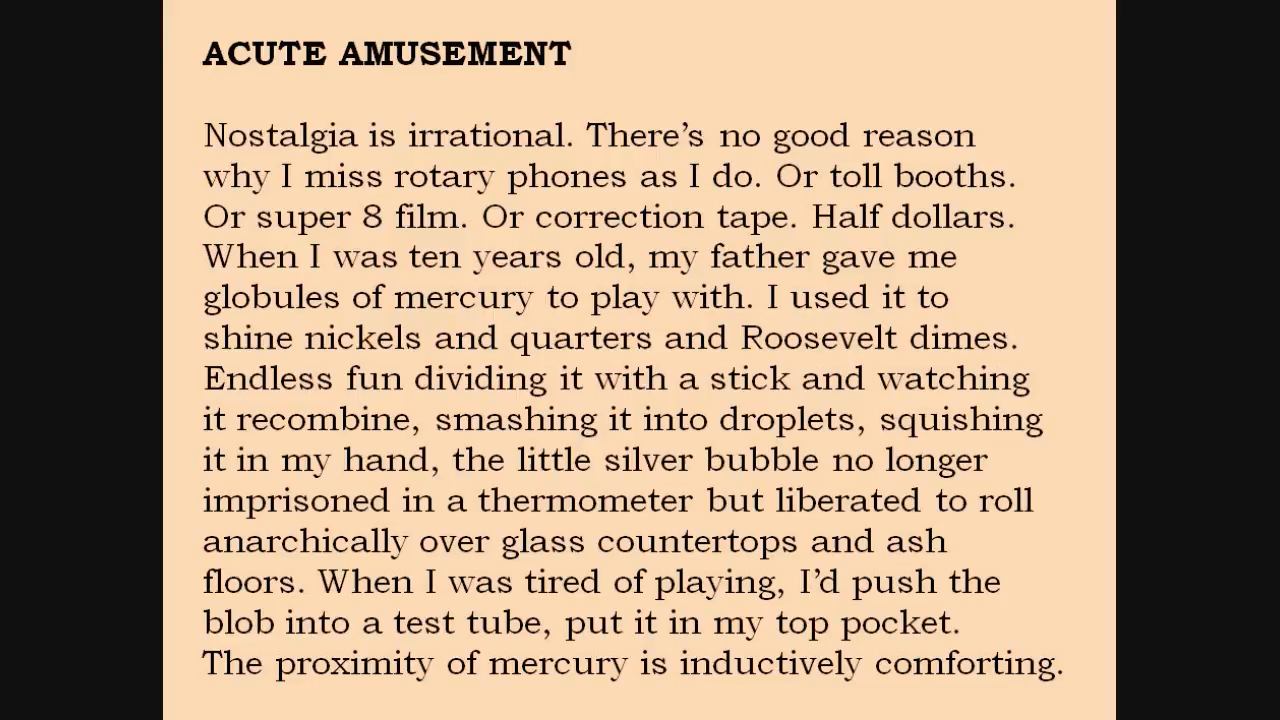 ACUTE AMUSEMENT
Nostalgia is irrational. There’s no good reason
why I miss rotary phones as I do. Or toll booths.
Or super 8 film. Or correction tape. Half dollars.
When I was ten years old, my father gave me
globules of mercury to play with. I used it to
shine nickels and quarters and Roosevelt dimes.
Endless fun dividing it with a stick and watching
it recombine, smashing it into droplets, squishing
it in my hand, the little silver bubble no longer
imprisoned in a thermometer but liberated to roll
anarchically over glass countertops and ash
floors. When I was tired of playing, I’d push the
blob into a test tube, put it in my top pocket.
The proximity of mercury is inductively comforting.